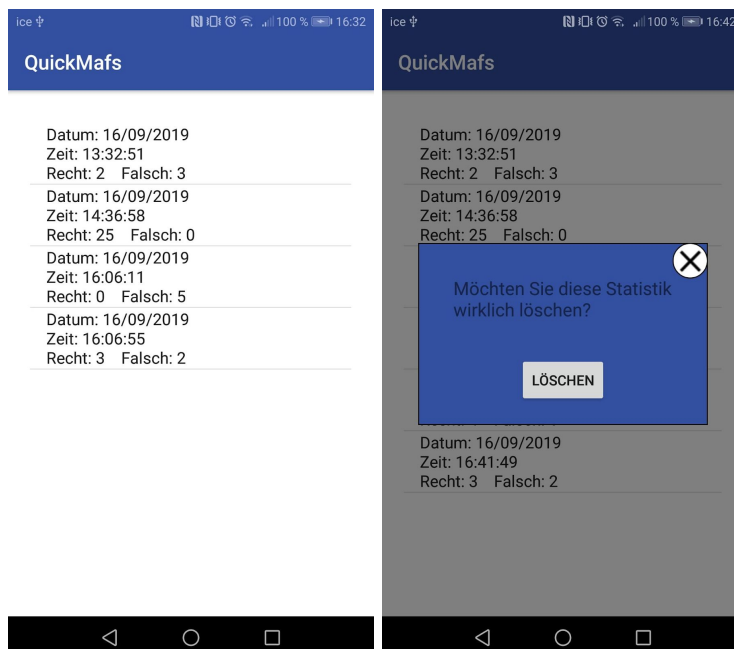 ice 100 % 16:32
QuickMafs
Datum: 16/09/2019
Zeit: 13:32:51
Recht: 2 Falsch: 3
Datum: 16/09/2019
Zeit: 14:36:58
Recht: 25 Falsch: 0
Datum: 16/09/2019
Zeit: 16:06:11
Recht: 0 Falsch: 5
Datum: 16/09/2019
Zeit: 16:06:55
Recht: 3 Falsch: 2
ice 100 % 16:42
QuickMafs
Datum: 16/09/2019
Zeit: 13:32:51
Recht: 2 Falsch: 3
Datum: 16/09/2019
Zeit: 14:36:58
Recht: 25 Falsch: 0
Möchten Sie diese Statistik
wirklich löschen?
LÖSCHEN
Datum: 16/09/2019
Zeit: 16:41:49
Recht: 3 Falsch: 2